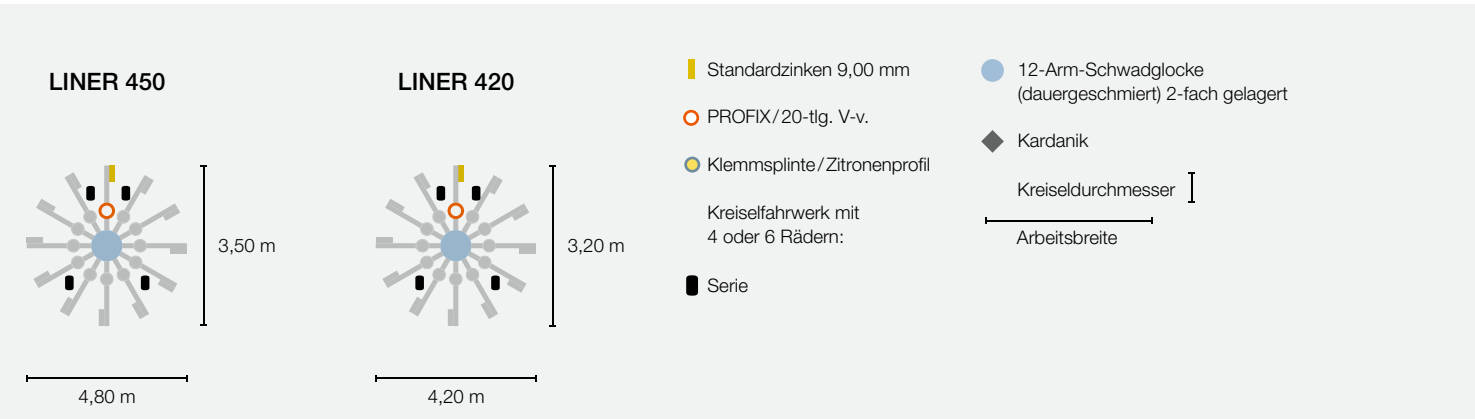 LINER 450
3,50 m
4,80 m
LINER 420
3,20 m
4,20 m
Standardzinken 9,00 mm
PROFIX/20-tlg. V-v.
Klemmsplinte/Zitronenprofil
Kreiselfahrwerk mit
4 oder 6 Rädern:
Serie
12-Arm-Schwadglocke
(dauergeschmiert) 2-fach gelagert
Kardanik
Kreiseldurchmesser
Arbeitsbreite